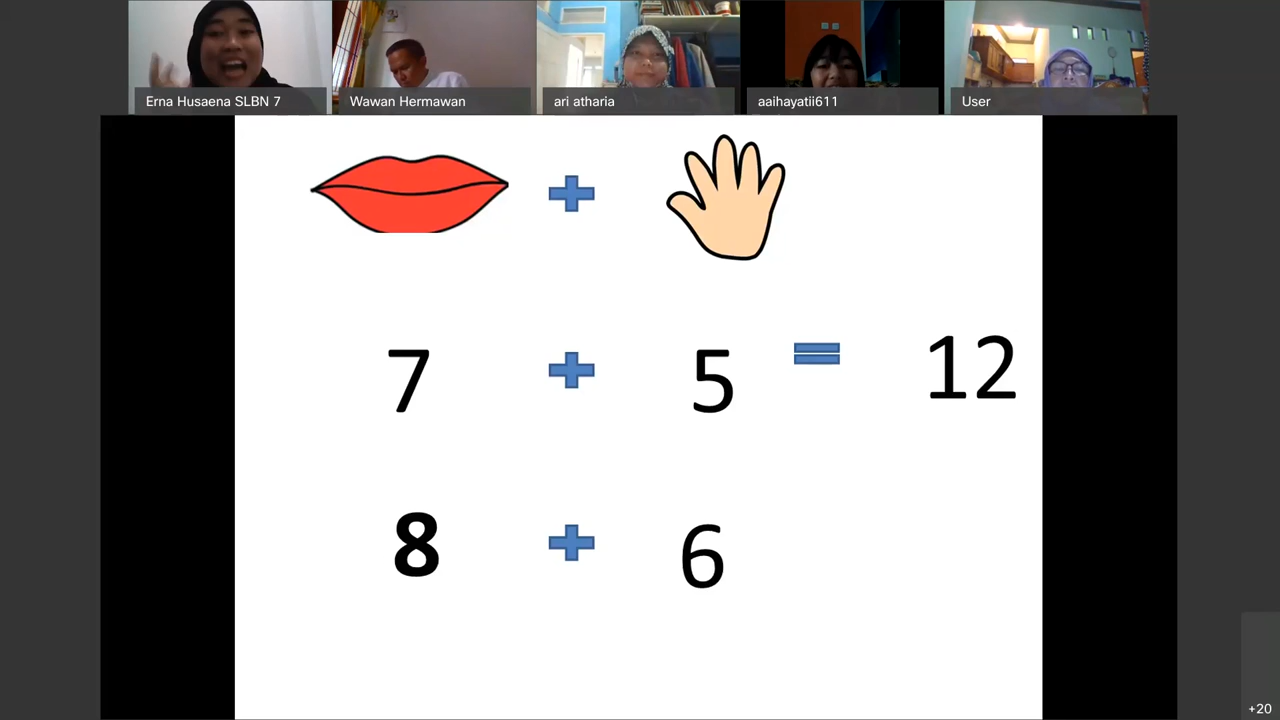 Erna Husaena SLBN 7
Wawan Hermawan
ari atharia
aaihayatii611
User
7 + 5 = 12
8 + 6
+20